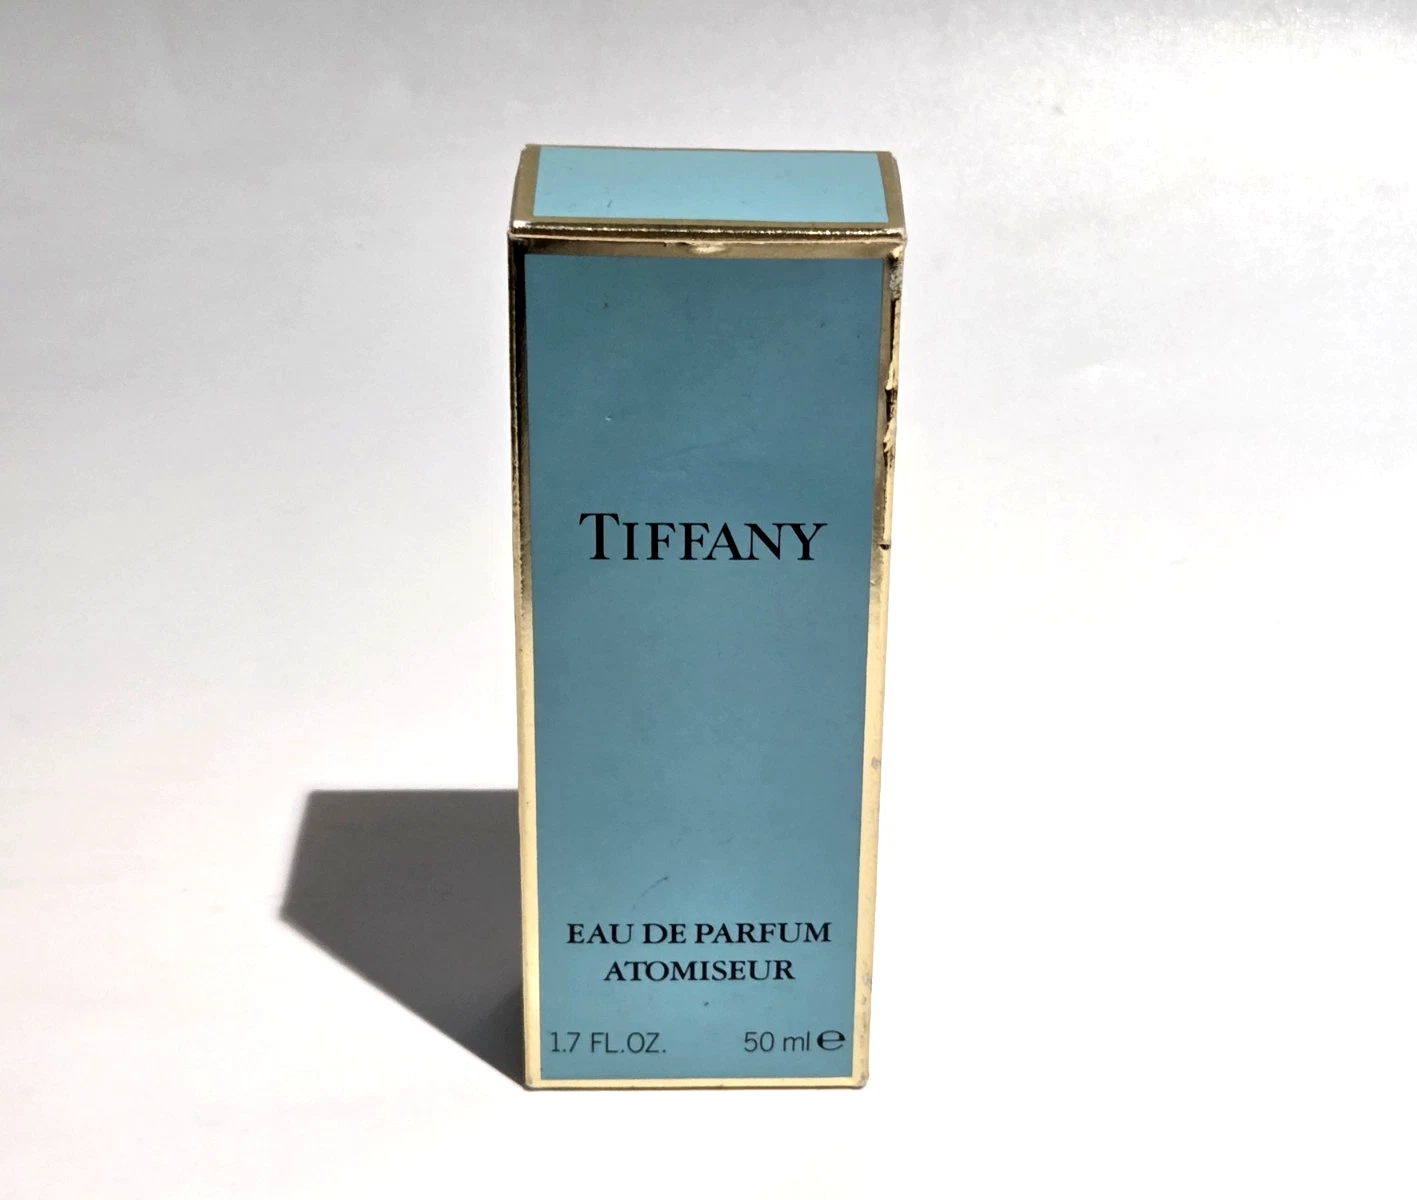 TIFFANY
EAU DE PARFUM
ATOMISEUR
1.7 FL.OZ. 50 ml ℮